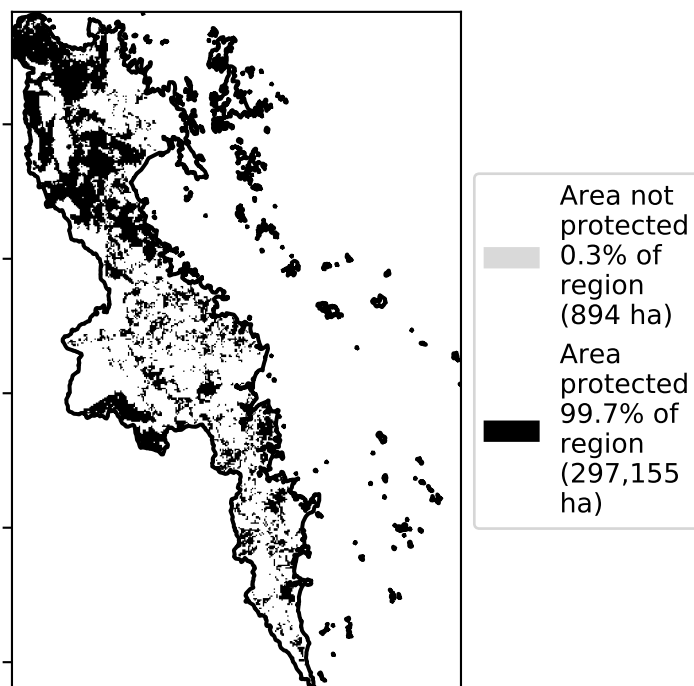 Area not
protected
0.3% of
region
(894 ha)
Area
protected
99.7% of
region
(297,155
ha)